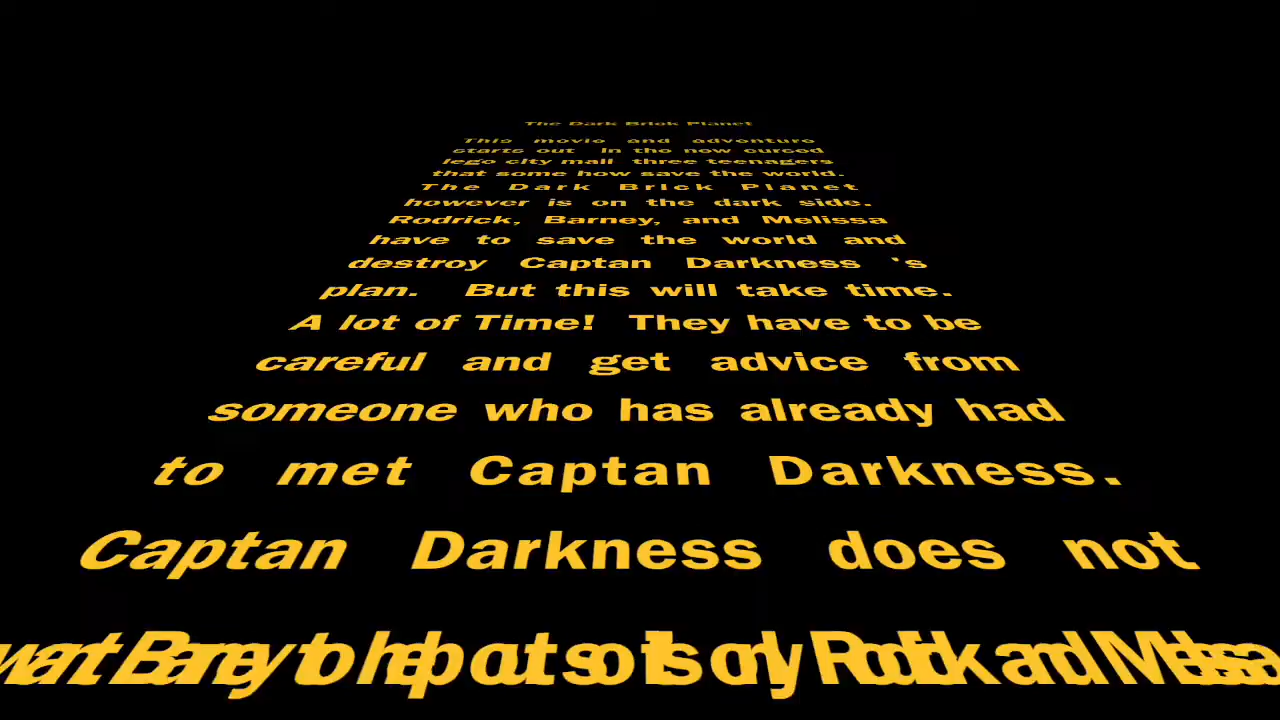 The Dark Brick Planet
This movie and adventure
starts out in the now cursed
lego city mall three teenagers
that some how save the world.
The Dark Brick Planet
however is on the dark side.
Rodrick, Barney, and Melissa
have to save the world and
destroy Captan Darkness 's
plan. But this will take time.
A lot of Time! They have to be
careful and get advice from
someone who has already had
to met Captan Darkness.
Captan Darkness does not
want Barney to help out so it's only Rodrick and Melissa